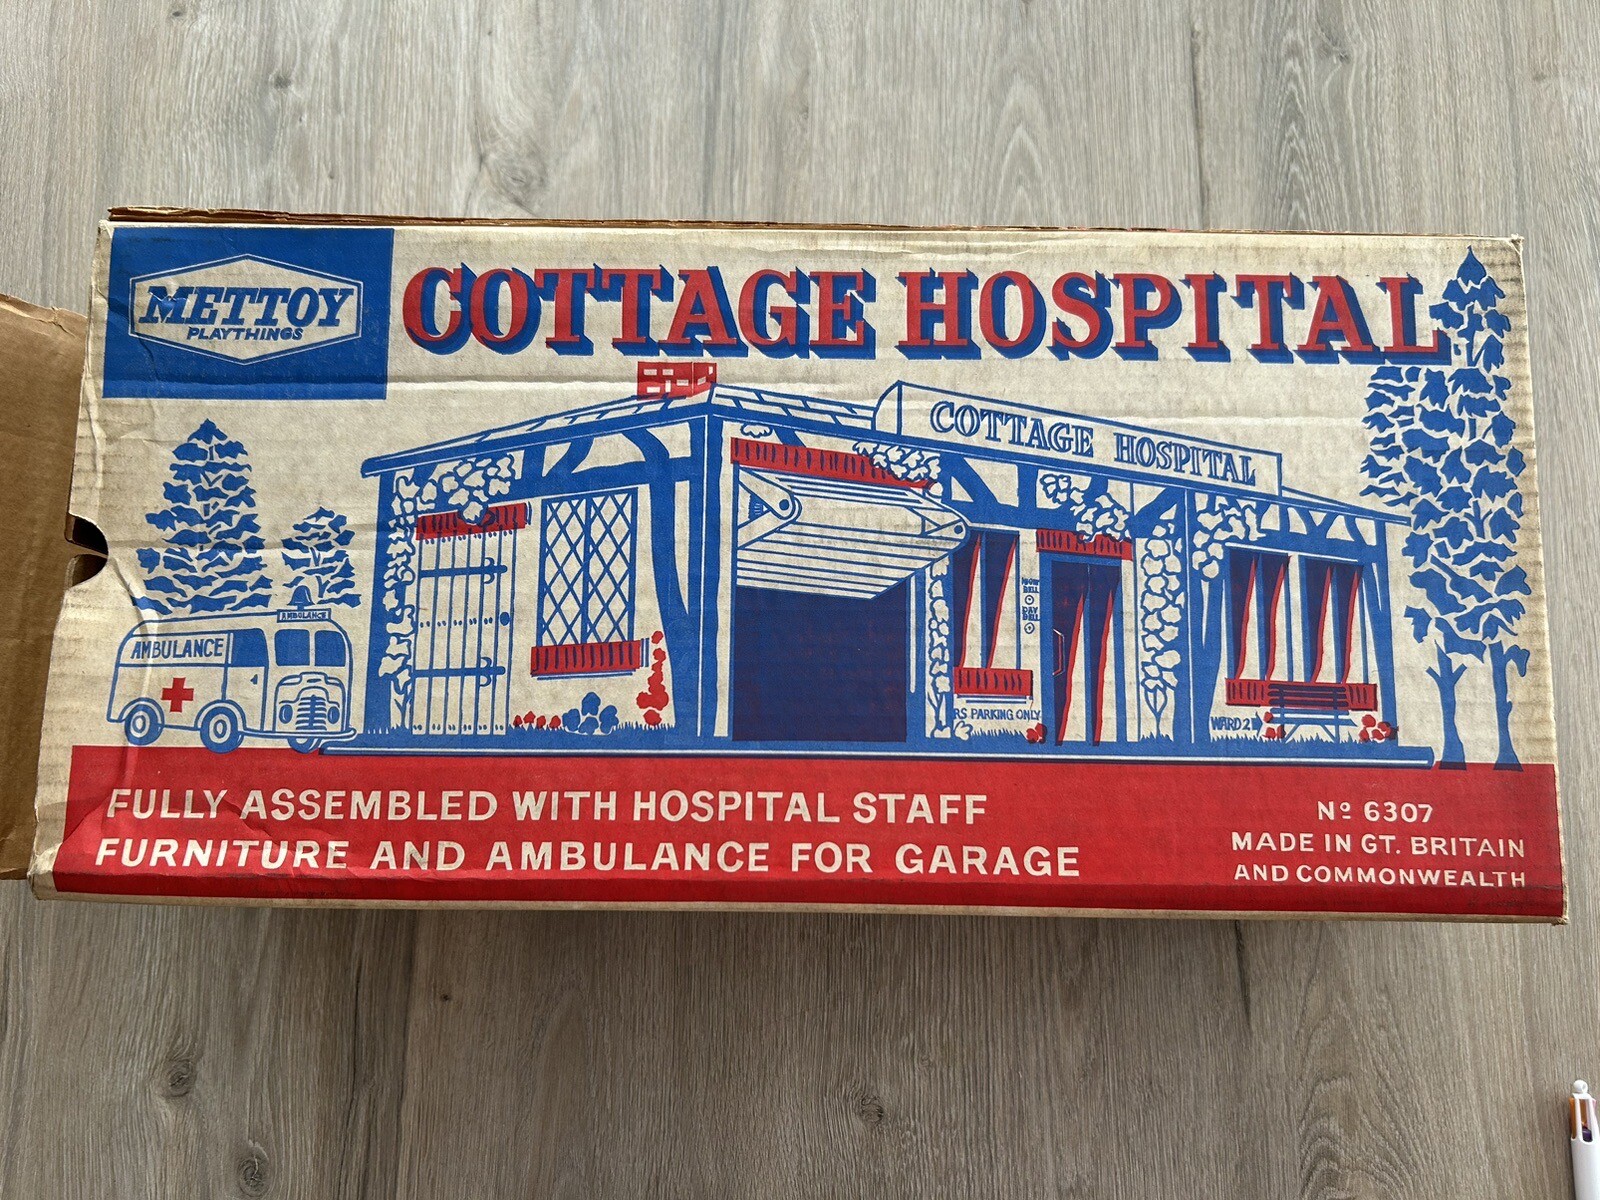 METTOY
PLAYTHINGS
COTTAGE HOSPITAL
COTTAGE HOSPITAL
AMBULANCE
AMBULANCE
NIGHT
BELL
DAY
BELL
RS PARKING ONLY
WARD 2
FULLY ASSEMBLED WITH HOSPITAL STAFF
FURNITURE AND AMBULANCE FOR GARAGE
Nº 6307
MADE IN GT. BRITAIN
AND COMMONWEALTH